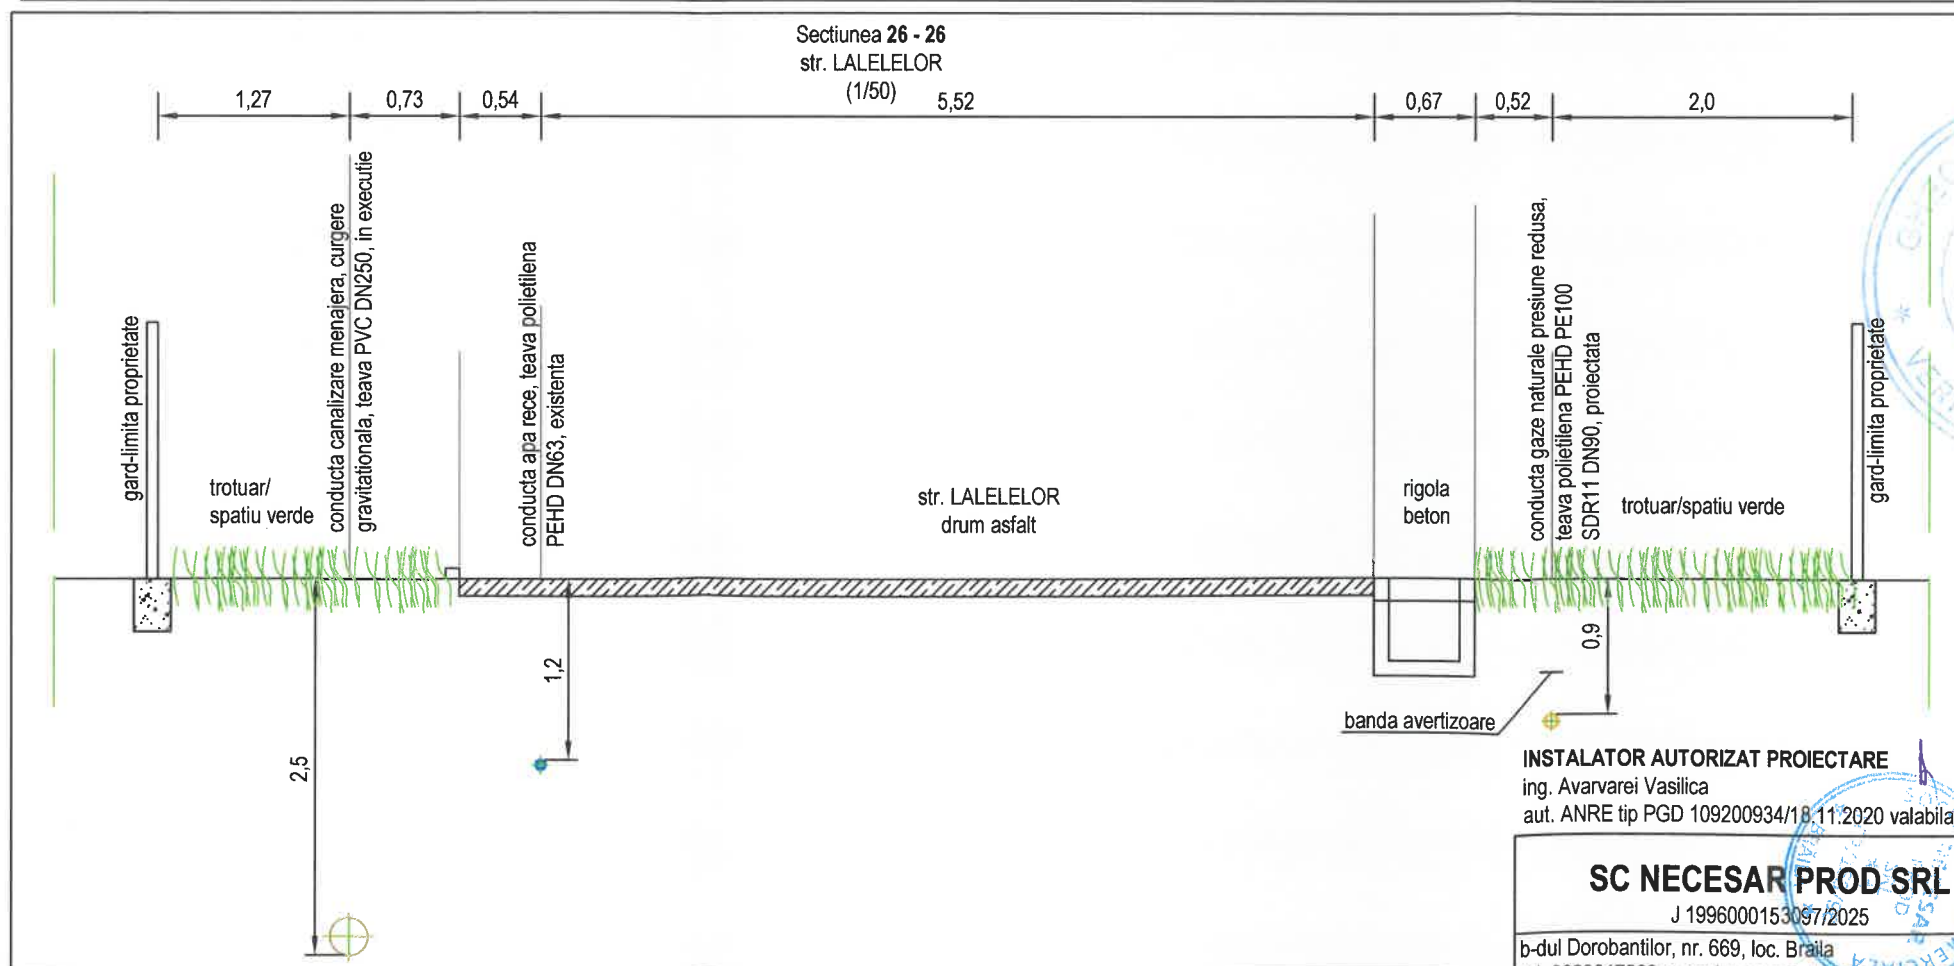 Sectiunea 26 - 26
str. LALELELOR
(1/50)
1,27
0,73
0,54
5,52
0,67
0,52
2,0
gard-limita proprietate
trotuar/
spatiu verde
conducta canalizare menajera, curgere
gravitationala, teava PVC DN250, in executie
conducta apa rece, teava polietilena
PEHD DN63, existenta
str. LALELELOR
drum asfalt
rigola
beton
conducta gaze naturale presiune redusa,
teava polietilena PEHD PE100
SDR11 DN90, proiectata
trotuar/spatiu verde
gard-limita proprietate
2,5
1,2
0,9
banda avertizoare
INSTALATOR AUTORIZAT PROIECTARE
ing. Avarvarei Vasilica
aut. ANRE tip PGD 109200934/18.11.2020 valabila
SC NECESAR PROD SRL
J 1996000153097/2025
b-dul Dorobantilor, nr. 669, loc. Braila